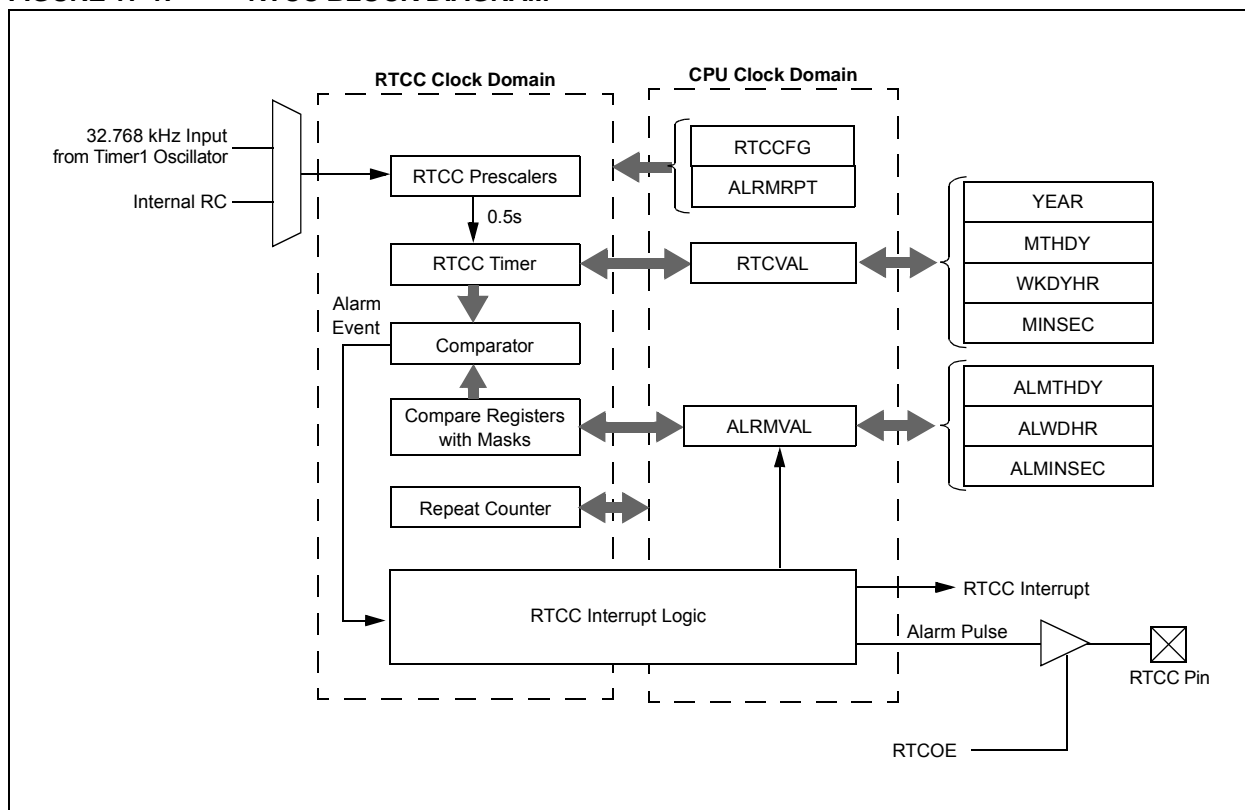 RTCC Clock Domain
CPU Clock Domain
32.768 kHz Input
from Timer1 Oscillator
Internal RC
RTCC Prescalers
0.5s
RTCC Timer
Alarm
Event
Comparator
Compare Registers
with Masks
Repeat Counter
RTCC Interrupt Logic
RTCCFG
ALRMRPT
RTCVAL
ALRMVAL
YEAR
MTHDY
WKDYHR
MINSEC
ALMTHDY
ALWDHR
ALMINSEC
RTCC Interrupt
Alarm Pulse
RTCC Pin
RTCOE